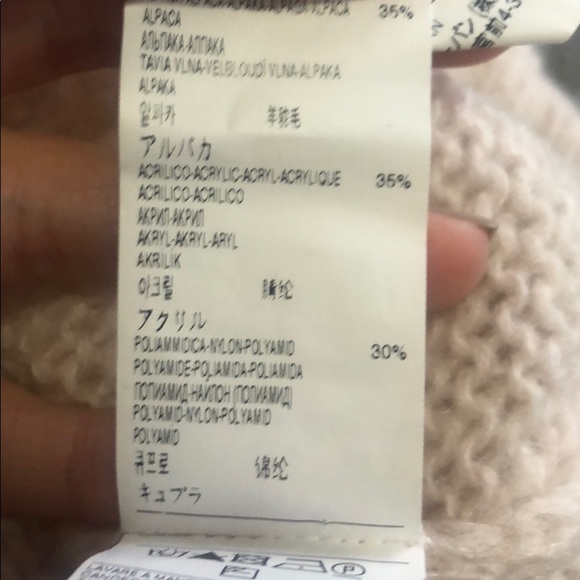 35%
ALPACA
АЛЬПАКА-АЛПАКА
TAVIA VLNA-VELBLOUDÍ VLNA-ALPAKA
ALPAKA
알파카 羊驼毛
アルパカ
ACRILICO-ACRYLIC-ACRYL-ACRYLIQUE 35%
ACRILICO-ACRILICO
АКРИЛ-АКРИЛ
AKRYL-AKRYL-ARYL
AKRILIK
아크릴 腈纶
アクリル
POLIAMMIDICA-NYLON-POLYAMID 30%
POLYAMIDE-POLIAMIDA-POLIAMIDA
ПОЛИАМИД-НАЙЛОН (ПОЛИАМИД)
POLYAMID-NYLON-POLYAMID
POLYAMID
큐프로 锦纶
キュプラ
P
LAVARE A